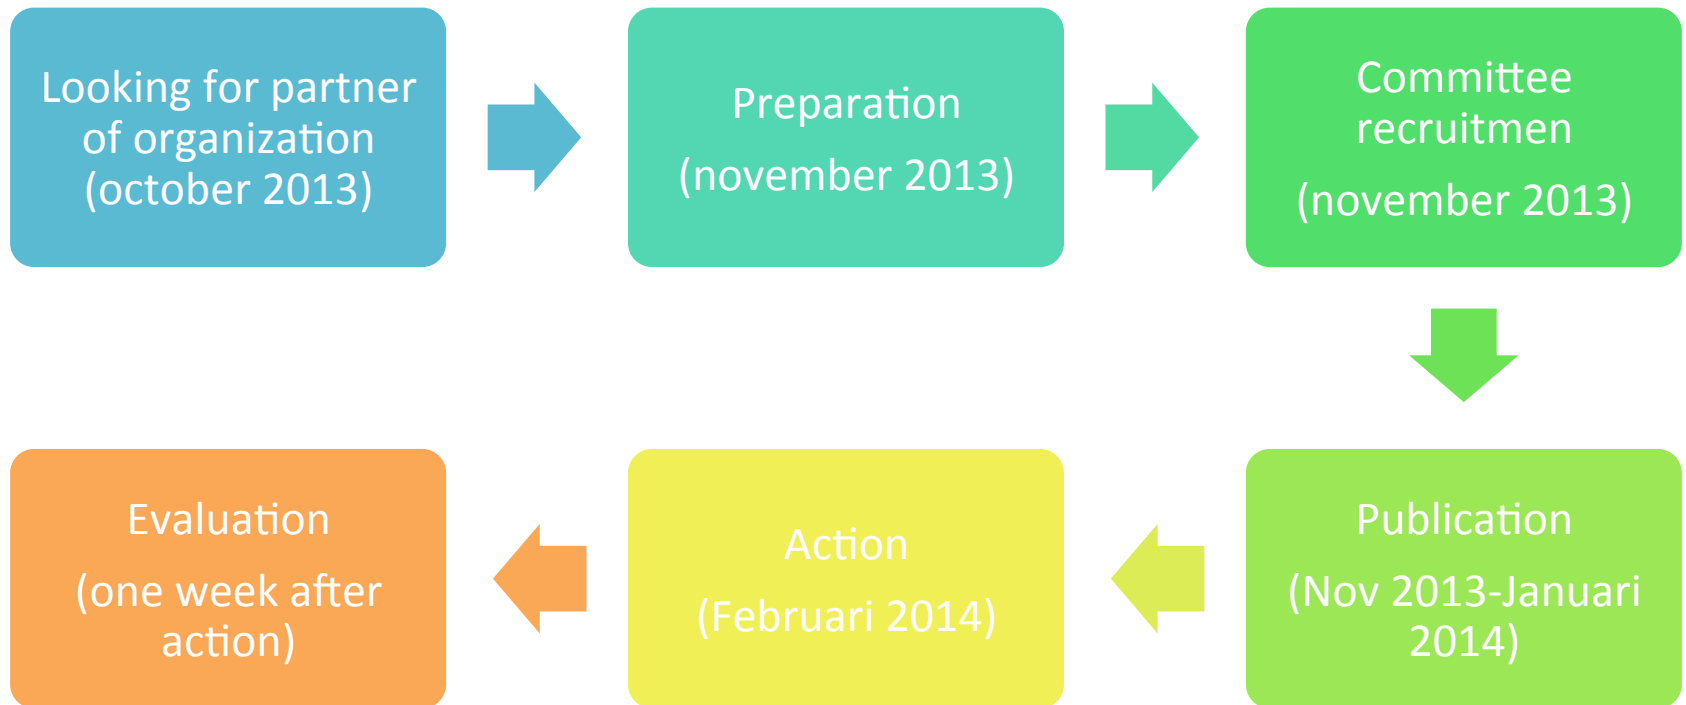 Looking for partner
of organization
(october 2013)
Preparation
(november 2013)
Committee
recruitmen
(november 2013)
Publication
(Nov 2013-Januari
2014)
Action
(Februari 2014)
Evaluation
(one week after
action)